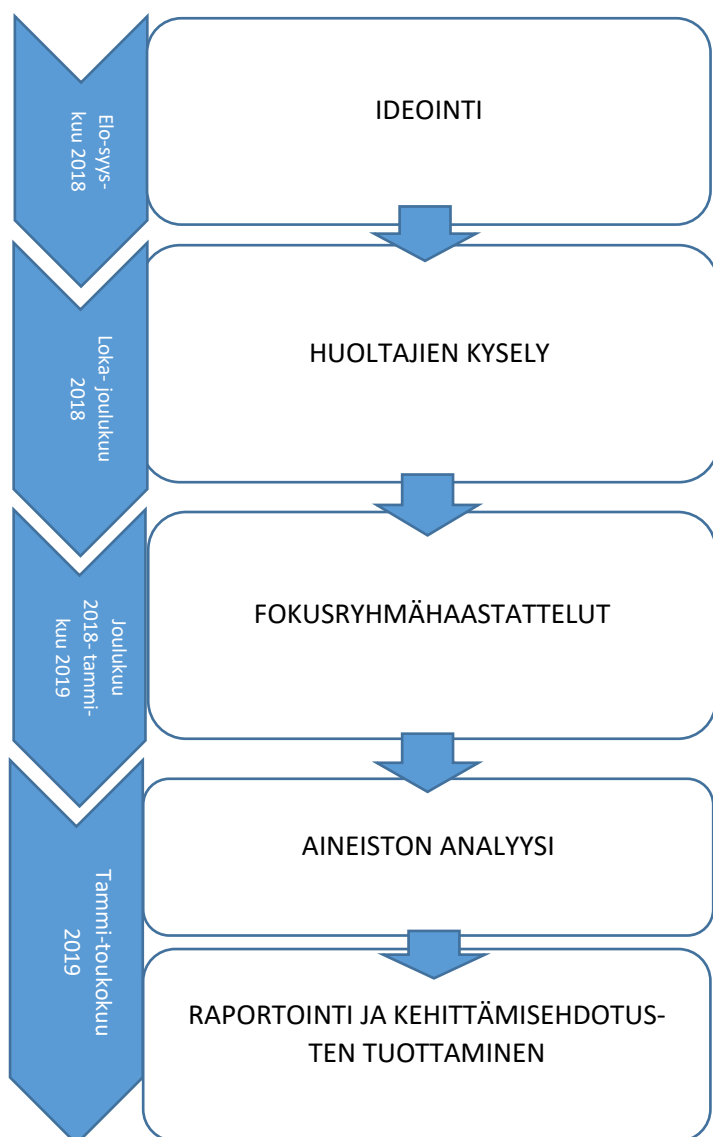 Elo-syys-
kuu 2018
IDEOINTI
Loka- joulukuu
2018
HUOLTAJIEN KYSELY
Joulukuu
2018- tammi-
kuu 2019
FOKUSRYHMÄHAASTATTELUT
Tammi-toukokuu
2019
AINEISTON ANALYYSI
RAPORTOINTI JA KEHITTÄMISEHDOTUS-
TEN TUOTTAMINEN